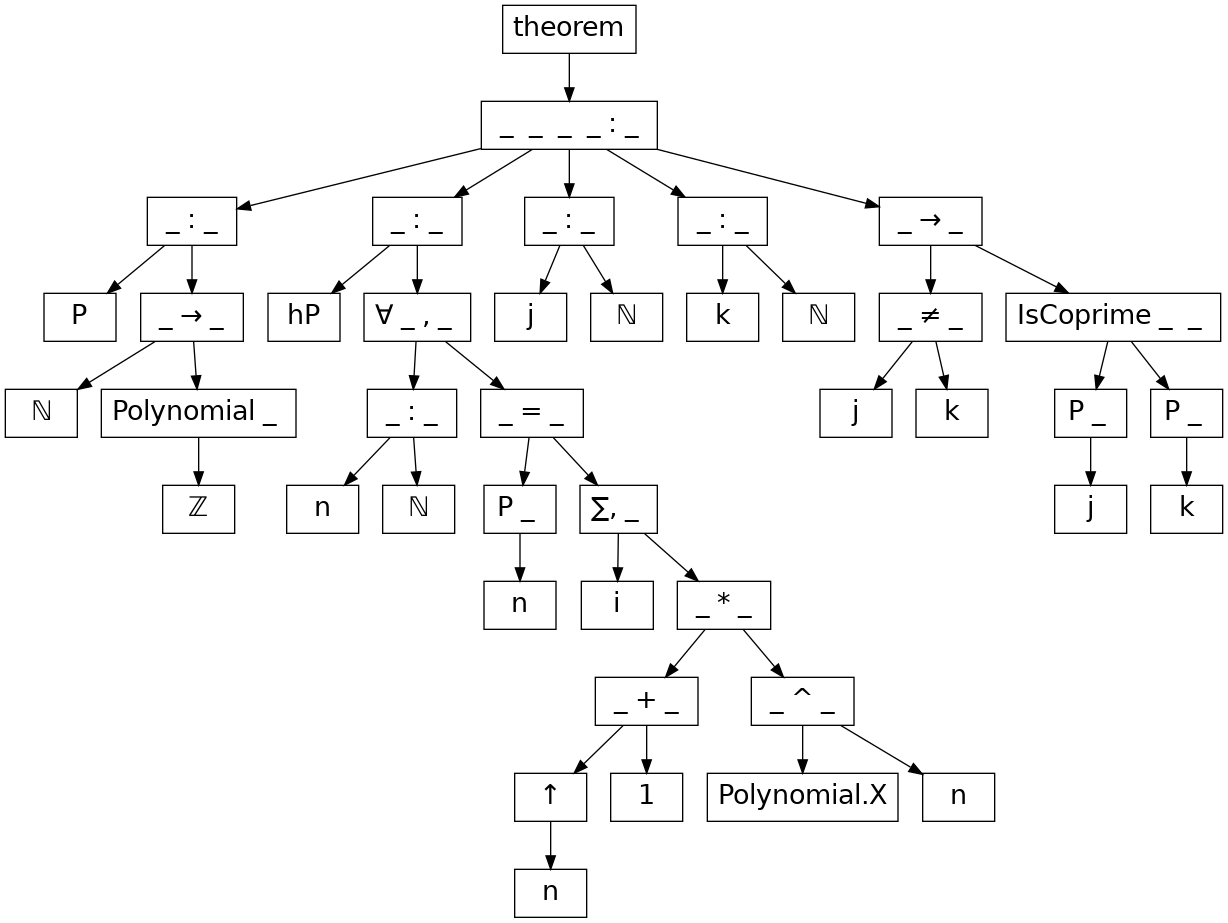 theorem
_ _ _ _ : _
_ : _ _ : _ _ : _ _ : _ _ → _
P _ → _ hP ∀ _ , _ j ℕ k ℕ _ ≠ _ IsCoprime _ _
ℕ Polynomial _ _ : _ _ = _ j k P _ P _
ℤ n ℕ P _ ∑, _ j k
n i _ * _
_ + _ _ ^ _
↑ 1 Polynomial.X n
n